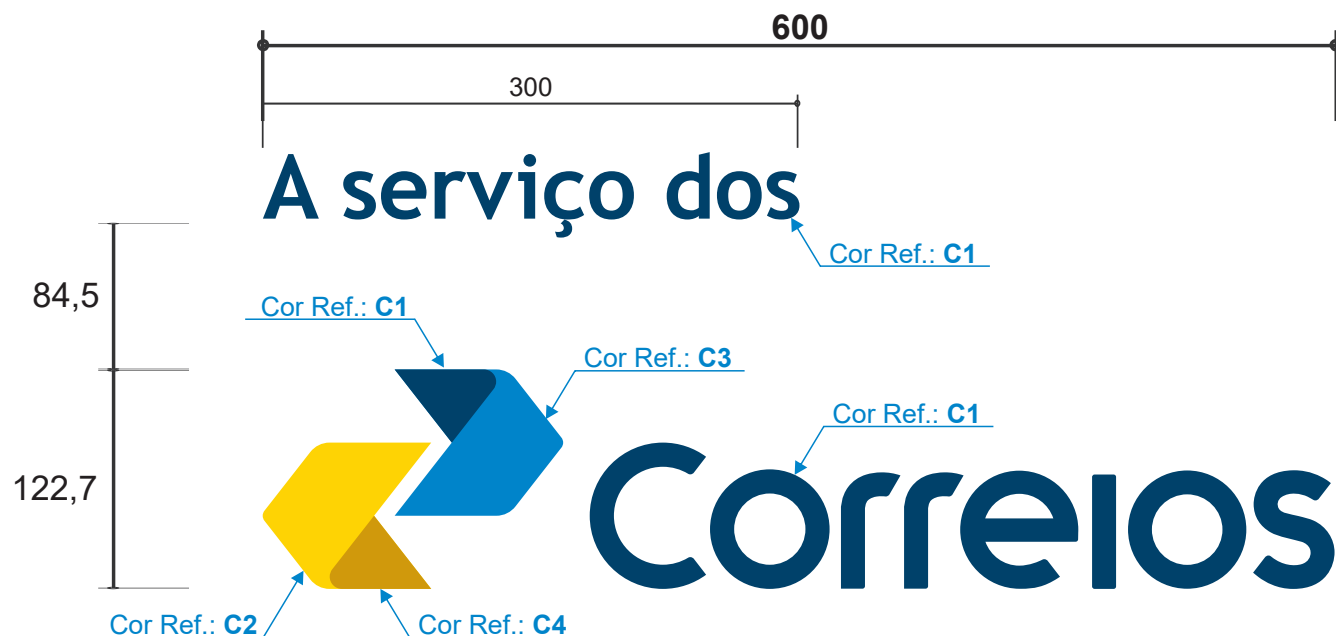 600
300
A serviço dos
Cor Ref.: C1
84,5
Cor Ref.: C1
Cor Ref.: C3
Cor Ref.: C1
122,7
Correios
Cor Ref.: C2
Cor Ref.: C4